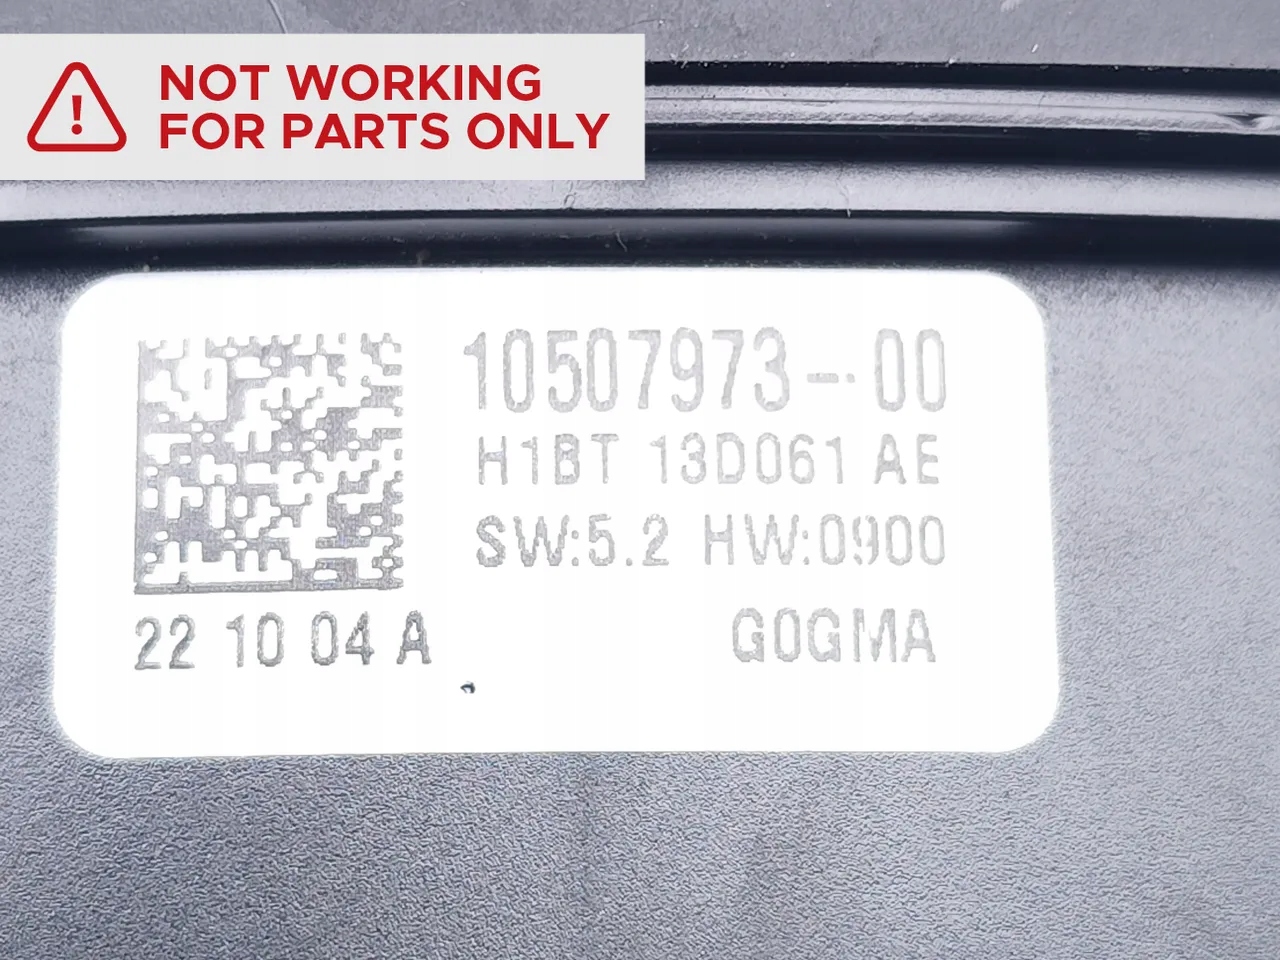 NOT WORKING
FOR PARTS ONLY
10507973-00
H1BT 13D061 AE
SW:5.2 HW:0900
22 10 04 A
GOGMA